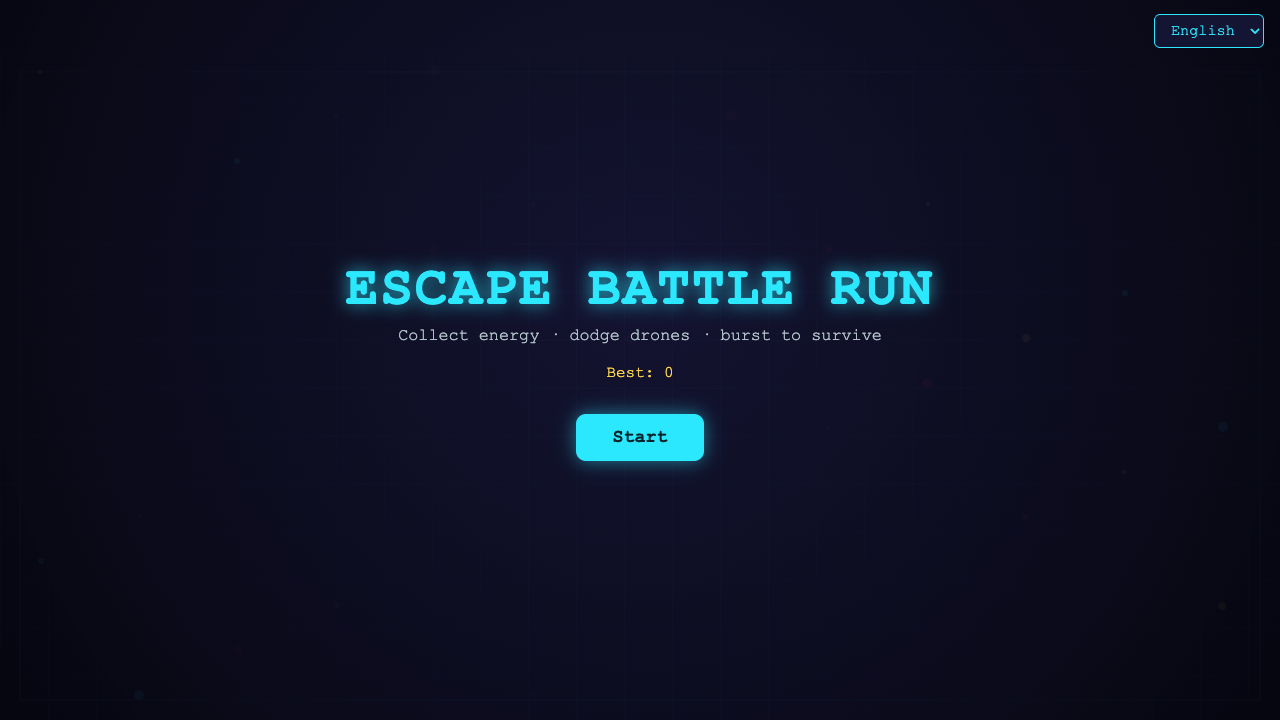 English
ESCAPE BATTLE RUN
Collect energy · dodge drones · burst to survive
Best: 0
Start